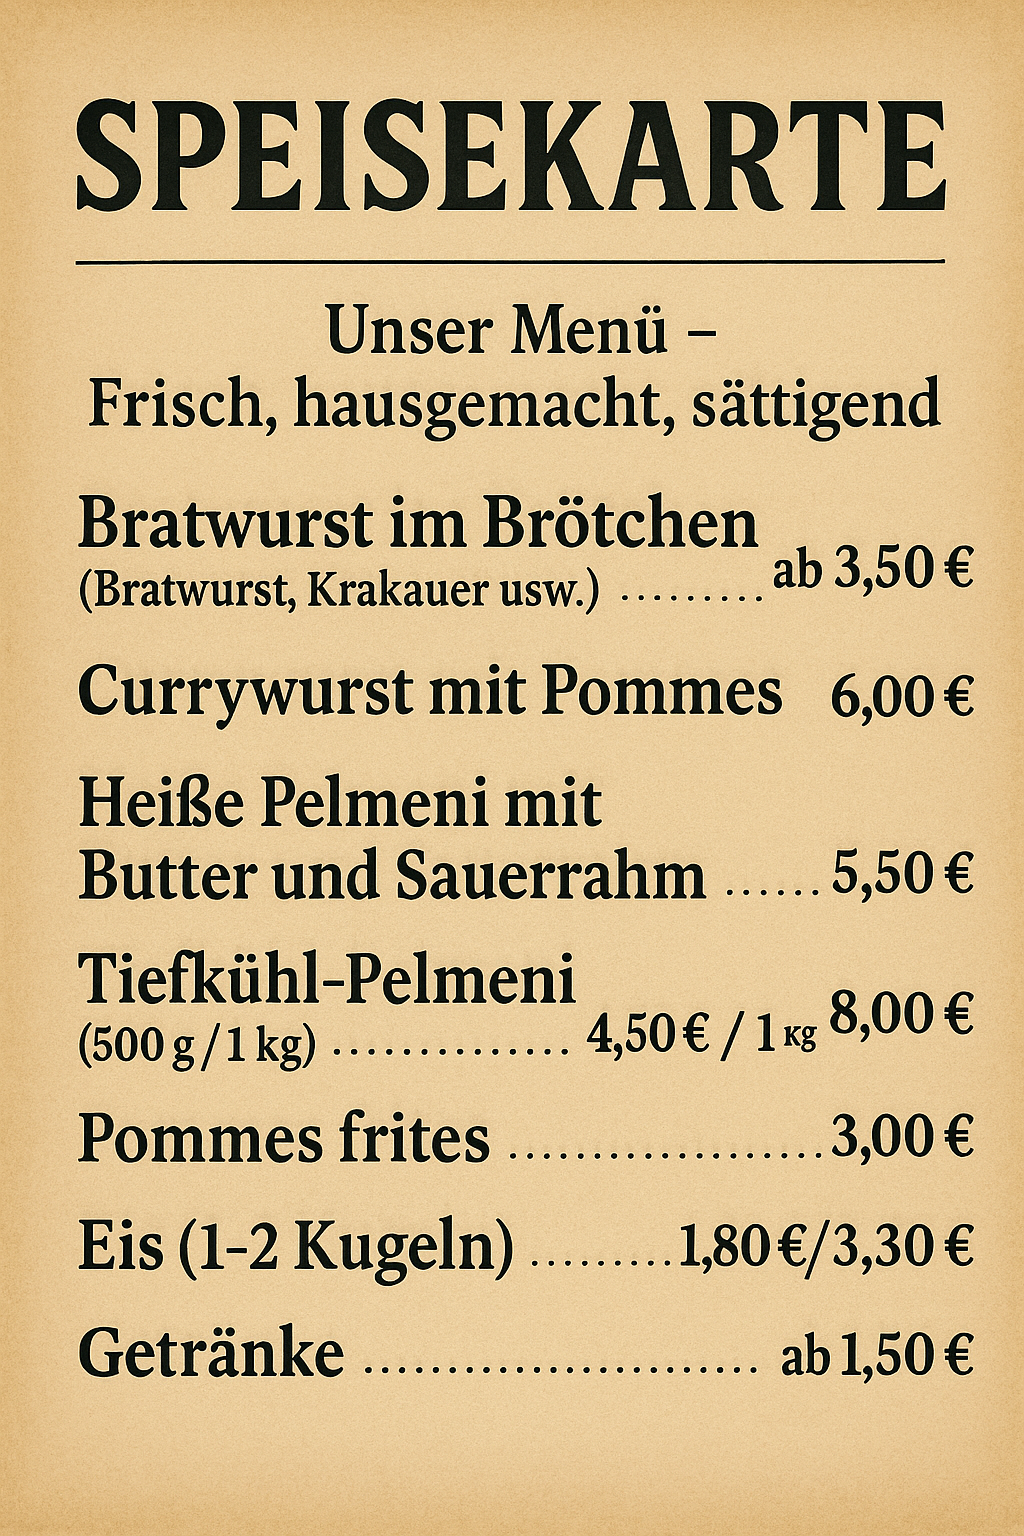 SPEISEKARTE
Unser Menü –
Frisch, hausgemacht, sättigend
Bratwurst im Brötchen
(Bratwurst, Krakauer usw.) ......... ab 3,50 €
Currywurst mit Pommes 6,00 €
Heiße Pelmeni mit
Butter und Sauerrahm ...... 5,50 €
Tiefkühl-Pelmeni
(500 g / 1 kg) .............. 4,50 € / 1 kg 8,00 €
Pommes frites ................... 3,00 €
Eis (1-2 Kugeln) ......... 1,80 €/3,30 €
Getränke ........................ ab 1,50 €